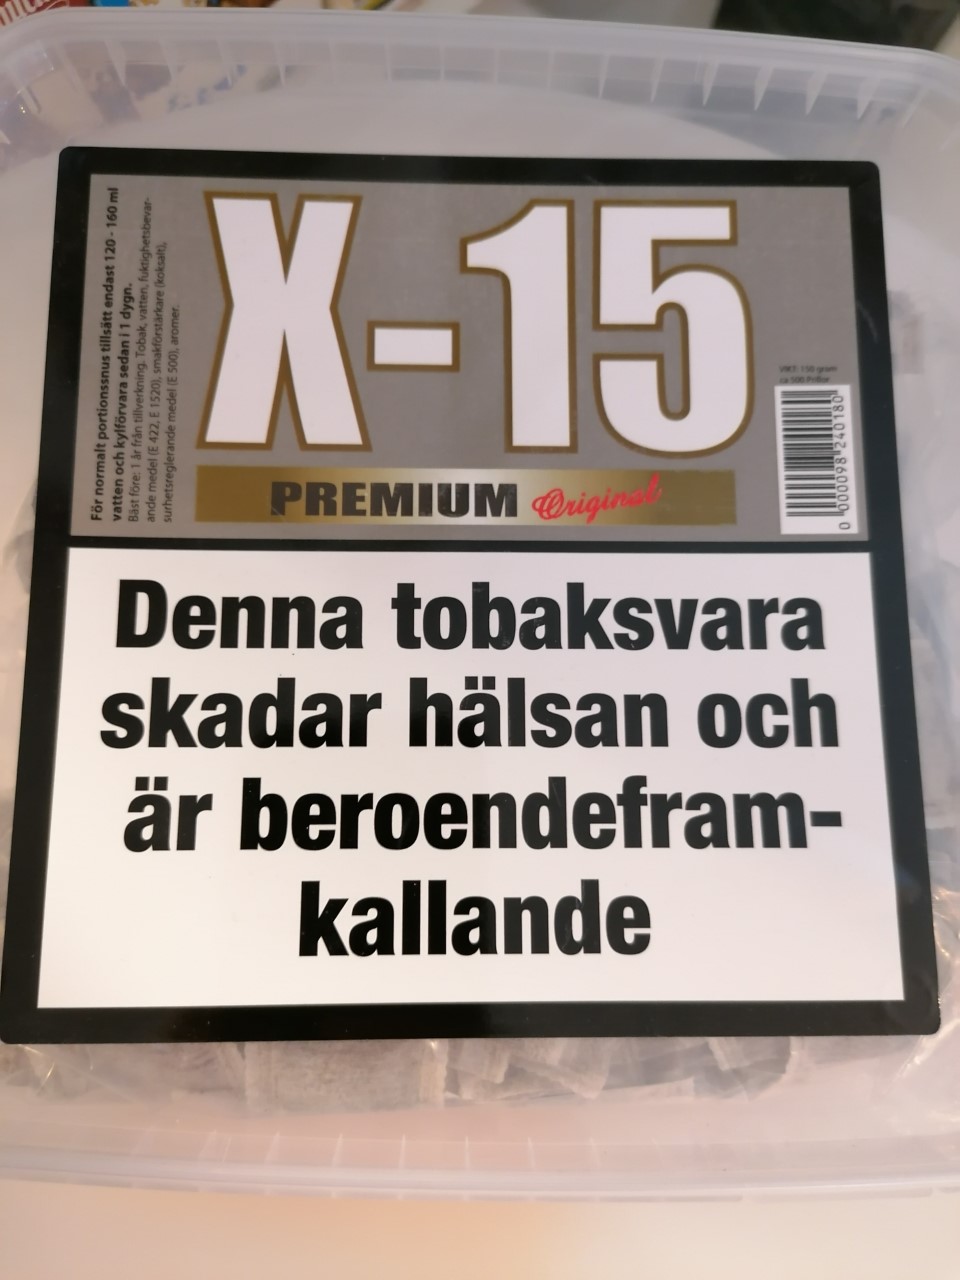 För normalt portionssnus tillsätt endast 120 - 160 ml
vatten och kylförvara sedan i 1 dygn.
Bäst före: 1 år från tillverkning. Tobak, vatten, fuktighetsbevar-
ande medel (E 422, E 1520), smakförstärkare (koksalt),
surhetsreglerande medel (E 500), aromer.
X-15
PREMIUM Original
VIKT: 150 gram
ca 500 Prillor
0 000098 240180
Denna tobaksvara
skadar hälsan och
är beroendefram-
kallande